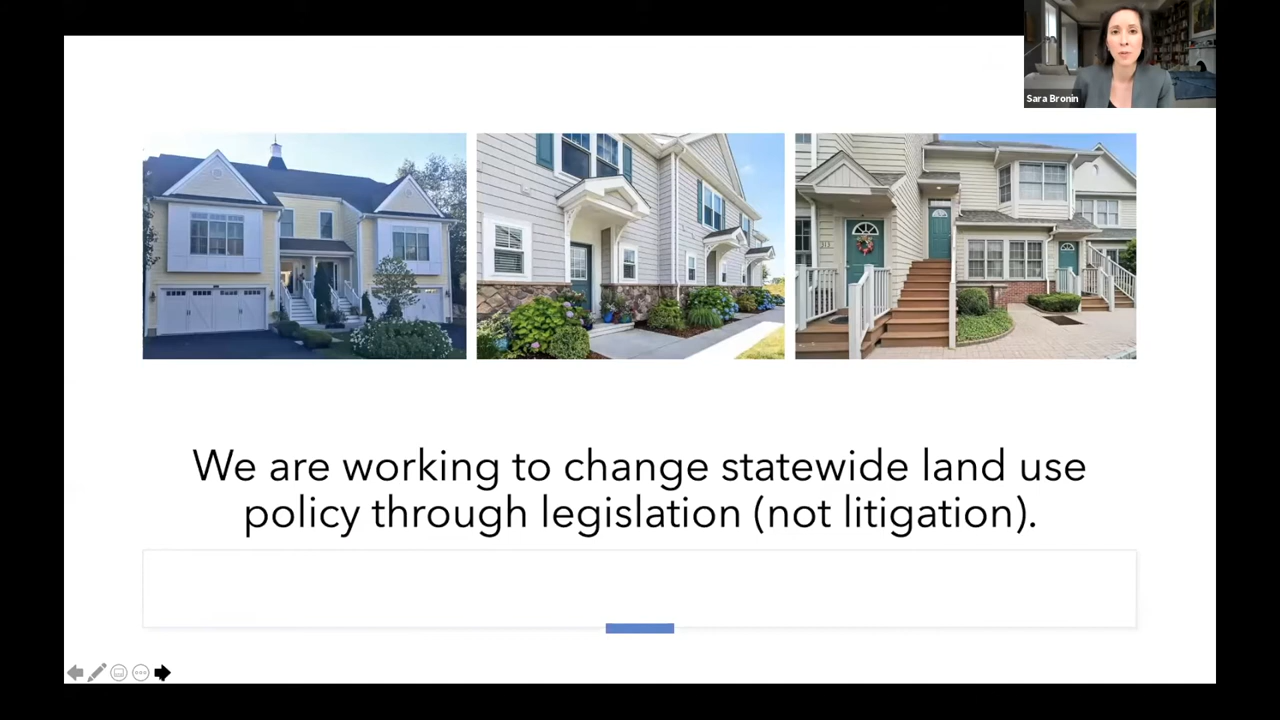 Sara Bronin
We are working to change statewide land use
policy through legislation (not litigation).